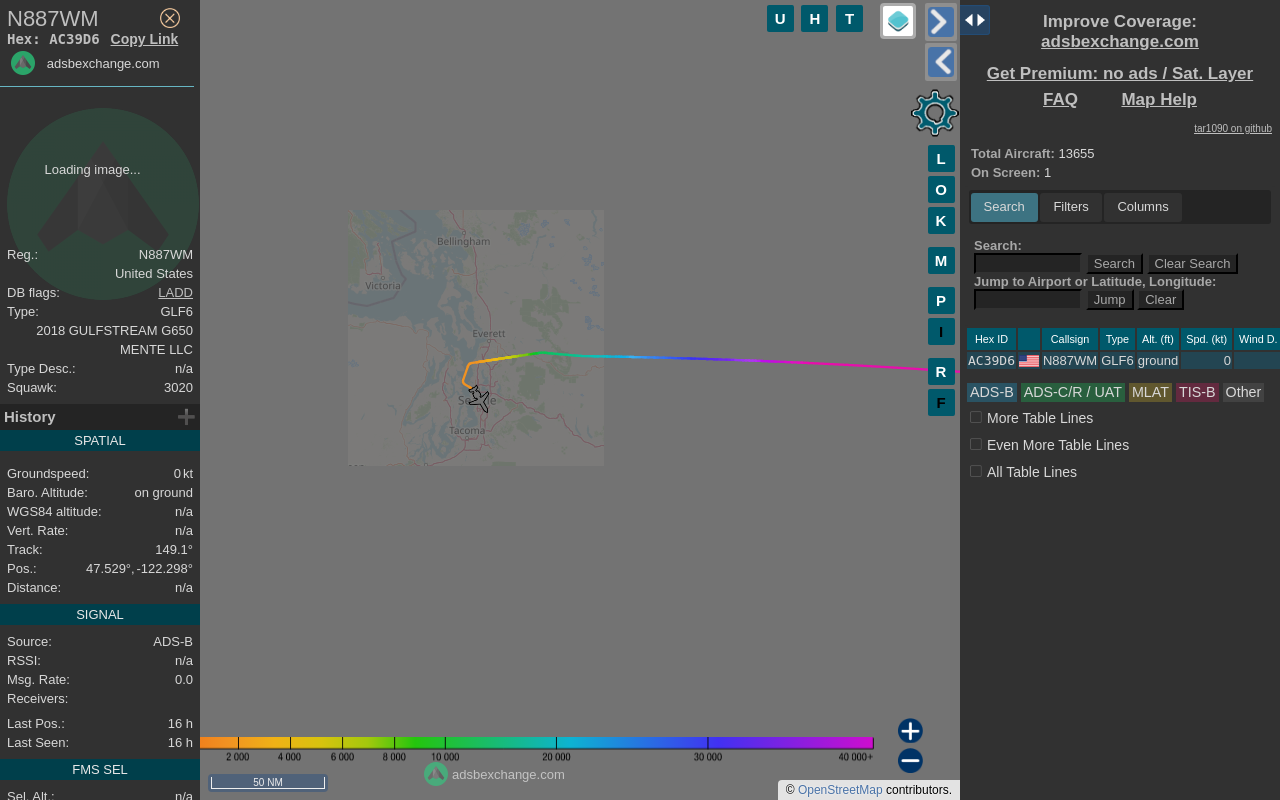 N887WM
Hex: AC39D6 Copy Link
adsbexchange.com
Loading image...
Reg.: N887WM
United States
DB flags: LADD
Type: GLF6
2018 GULFSTREAM G650
MENTE LLC
Type Desc.: n/a
Squawk: 3020
History
SPATIAL
Groundspeed: 0 kt
Baro. Altitude: on ground
WGS84 altitude: n/a
Vert. Rate: n/a
Track: 149.1°
Pos.: 47.529°, -122.298°
Distance: n/a
SIGNAL
Source: ADS-B
RSSI: n/a
Msg. Rate: 0.0
Receivers:
Last Pos.: 16 h
Last Seen: 16 h
FMS SEL
Sel. Alt.: n/a
U H T
L
O
K
M
P
I
R
F
Bellingham
Victoria
Everett
Tacoma
2 000 4 000 6 000 8 000 10 000 20 000 30 000 40 000+
adsbexchange.com
50 NM
© OpenStreetMap contributors.
Improve Coverage:
adsbexchange.com
Get Premium: no ads / Sat. Layer
FAQ Map Help
tar1090 on github
Total Aircraft: 13655
On Screen: 1
Search Filters Columns
Search:
Search Clear Search
Jump to Airport or Latitude, Longitude:
Jump Clear
Hex ID Callsign Type Alt. (ft) Spd. (kt) Wind D.
AC39D6 N887WM GLF6 ground 0
ADS-B ADS-C/R / UAT MLAT TIS-B Other
More Table Lines
Even More Table Lines
All Table Lines